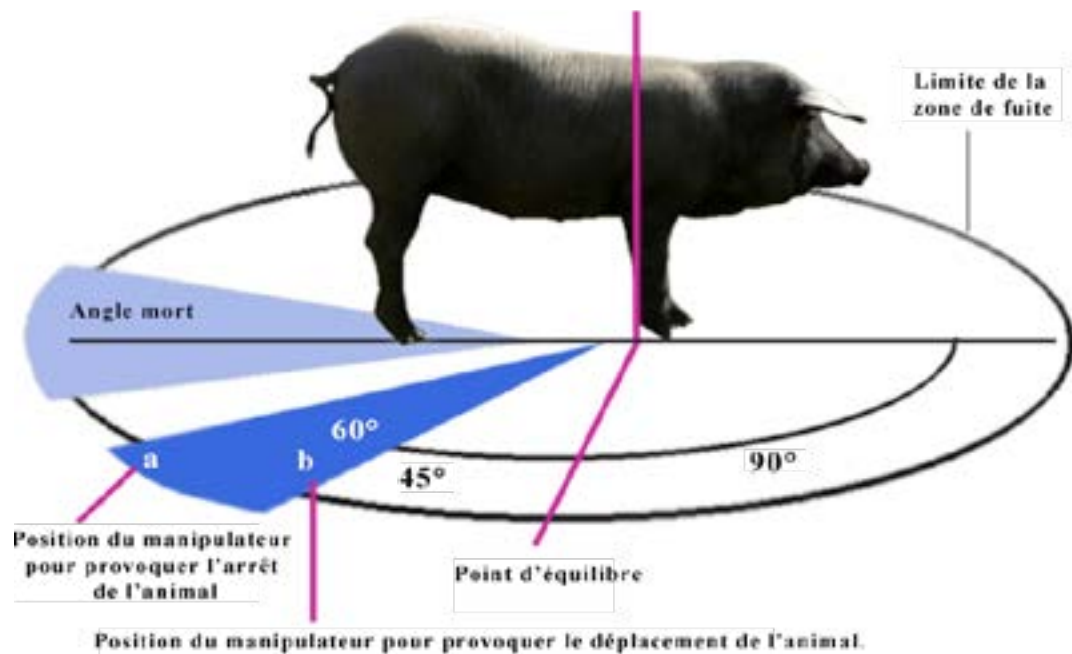 Limite de la
zone de fuite
Angle mort
60°
a
b
45°
90°
Position du manipulateur
pour provoquer l'arrêt
de l'animal
Point d'équilibre
Position du manipulateur pour provoquer le déplacement de l'animal.